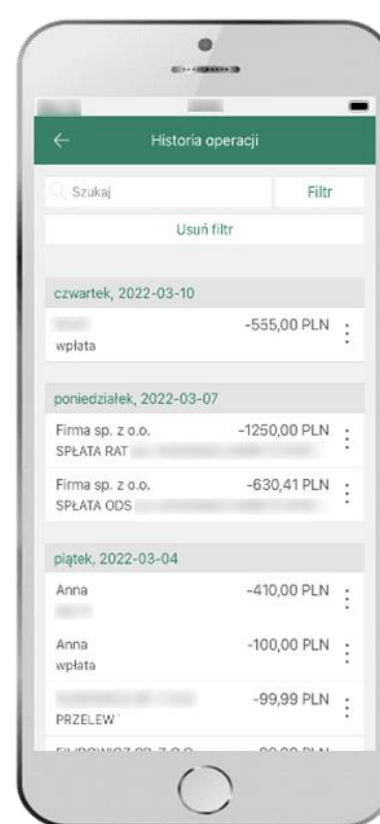 Historia operacji
Szukaj
Filtr
Usuń filtr
czwartek, 2022-03-10
-555,00 PLN
wpłata
poniedziałek, 2022-03-07
Firma sp. z o.o. -1250,00 PLN
SPŁATA RAT
Firma sp. z o.o. -630,41 PLN
SPŁATA ODS
piątek, 2022-03-04
Anna -410,00 PLN
Anna -100,00 PLN
wpłata
-99,99 PLN
PRZELEW